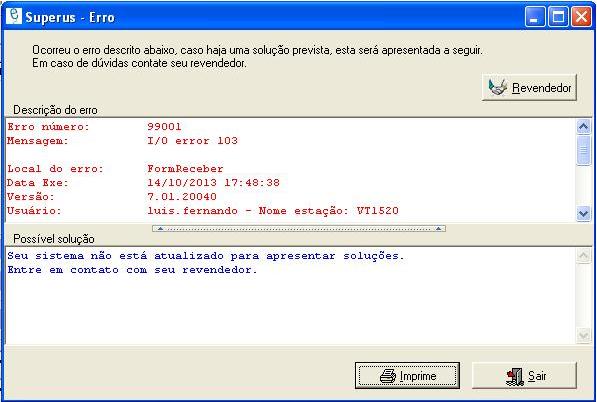 Superus - Erro
Ocorreu o erro descrito abaixo, caso haja uma solução prevista, esta será apresentada a seguir.
Em caso de dúvidas contate seu revendedor.
Revendedor
Descrição do erro
Erro número: 99001
Mensagem: I/O error 103
Local do erro: FormReceber
Data Exe: 14/10/2013 17:48:38
Versão: 7.01.20040
Usuário: luis.fernando - Nome estação: VT1520
Possível solução
Seu sistema não está atualizado para apresentar soluções.
Entre em contato com seu revendedor.
Imprime
Sair